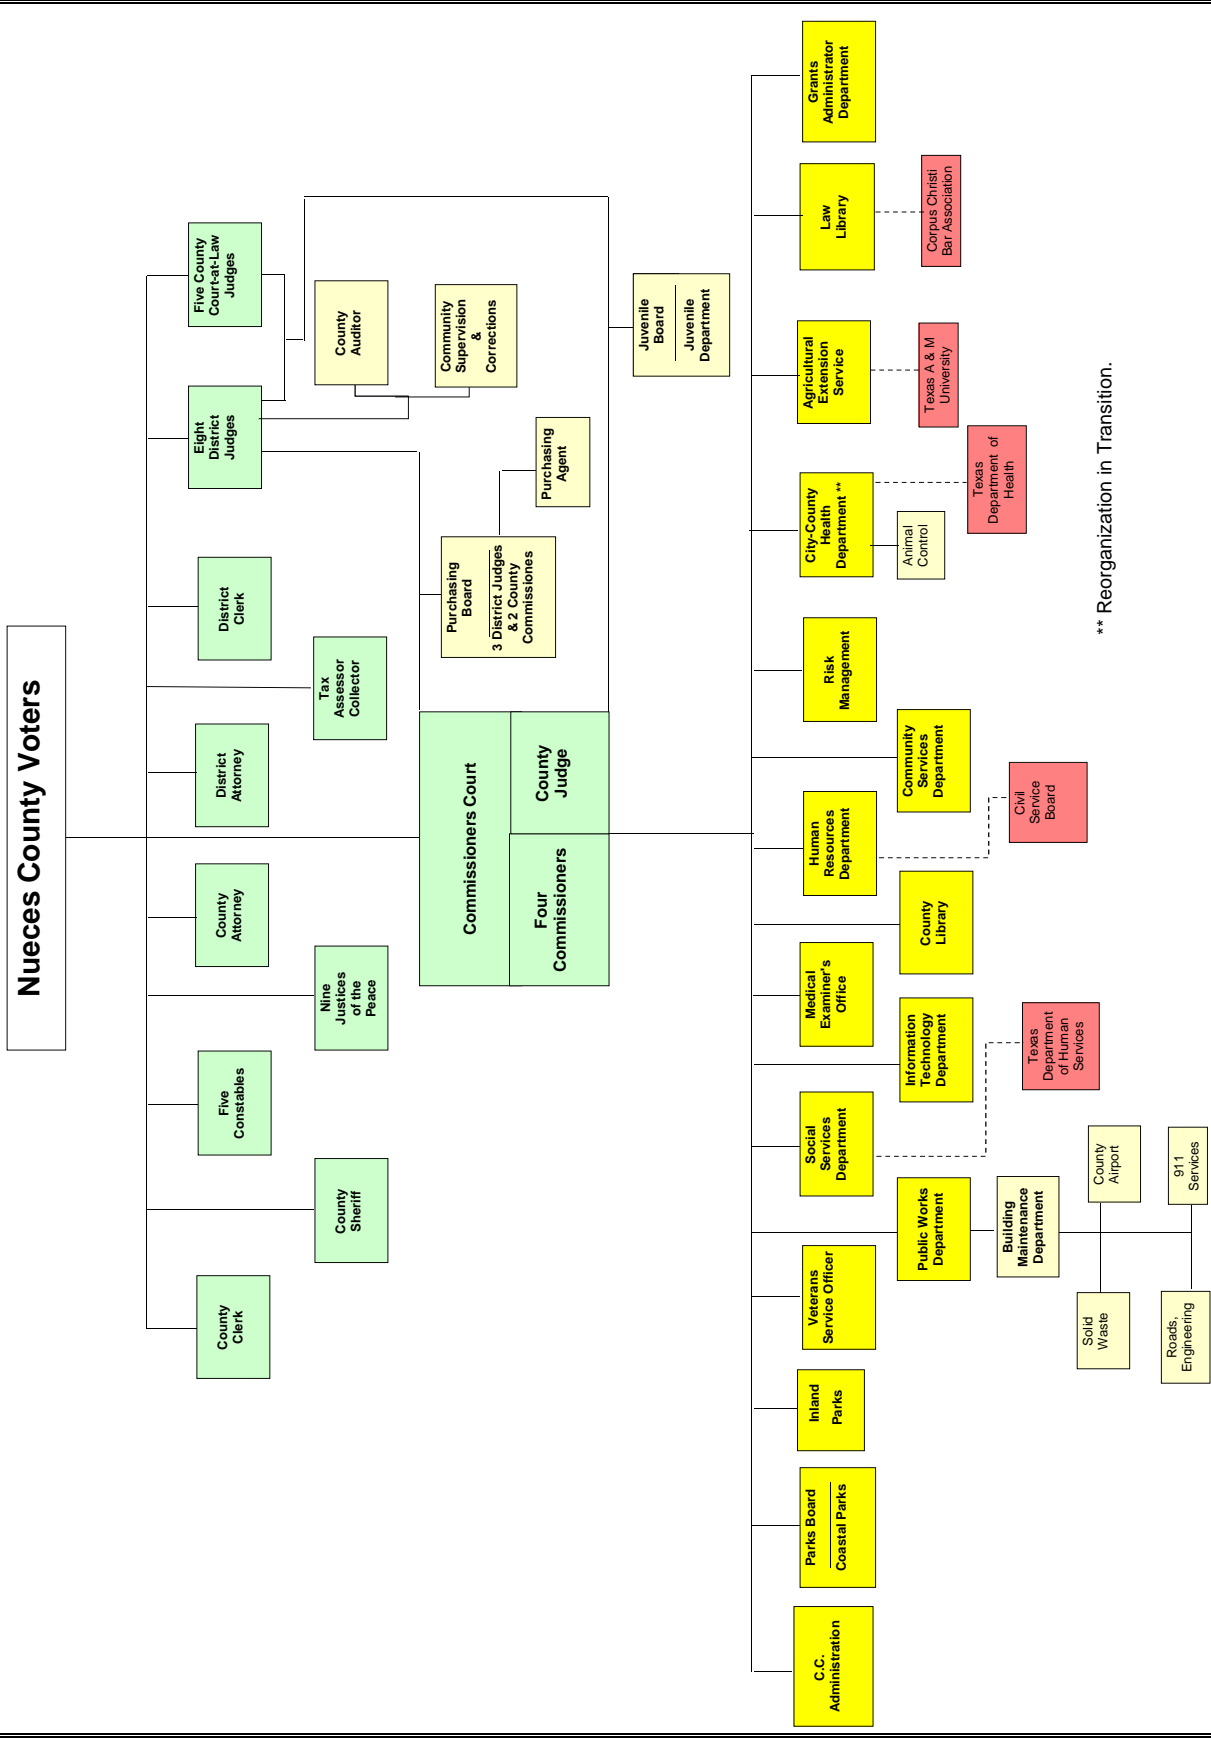 Nueces County Voters
County
Clerk
County
Sheriff
Five
Constables
Nine
Justices
of the
Peace
County
Attorney
District
Attorney
Tax
Assessor
Collector
District
Clerk
Eight
District
Judges
Five County
Court-at-Law
Judges
County
Auditor
Community
Supervision
&
Corrections
Commissioners Court
Four
Commissioners
County
Judge
Purchasing
Board
3 District Judges
& 2 County
Commissiones
Purchasing
Agent
Juvenile
Board
Juvenile
Department
C.C.
Administration
Parks Board
Coastal Parks
Inland
Parks
Veterans
Service Officer
Public Works
Department
Building
Maintenance
Department
Solid
Waste
County
Airport
Roads,
Engineering
911
Services
Social
Services
Department
Texas
Department
of Human
Services
Information
Technology
Department
Medical
Examiner's
Office
County
Library
Human
Resources
Department
Civil
Service
Board
Community
Services
Department
Risk
Management
City-County
Health
Department **
Animal
Control
Texas
Department of
Health
Agricultural
Extension
Service
Texas A & M
University
Law
Library
Corpus Christi
Bar Association
Grants
Administrator
Department
** Reorganization in Transition.